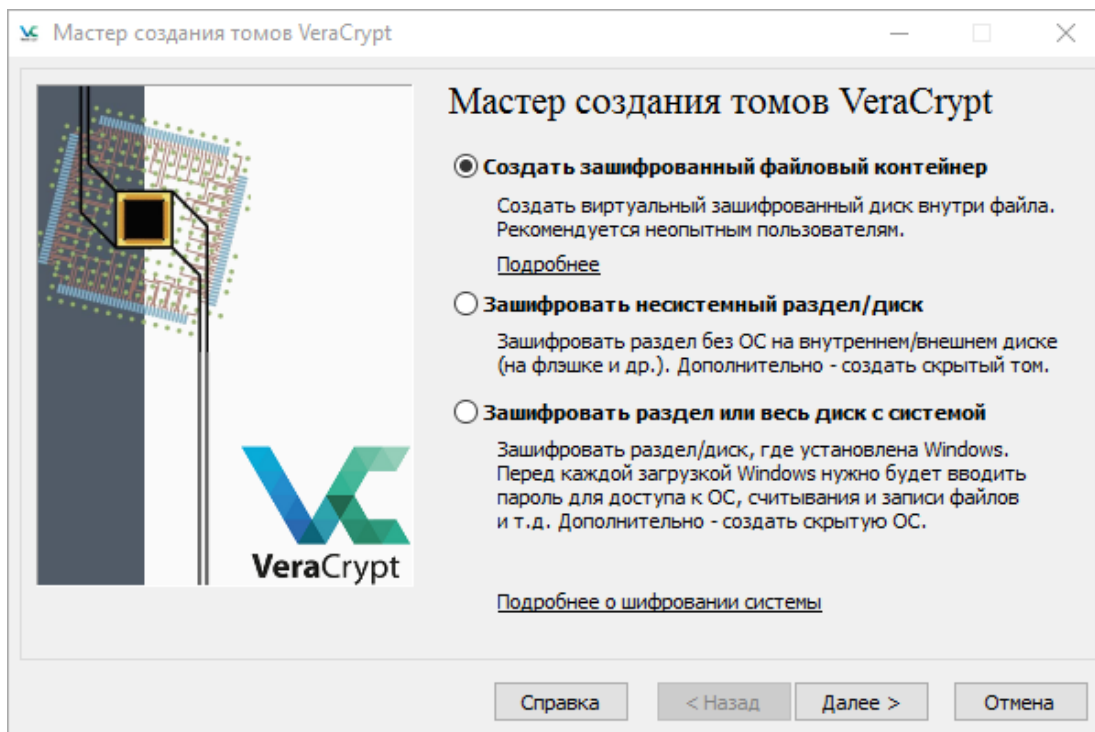 Мастер создания томов VeraCrypt
Мастер создания томов VeraCrypt
Создать зашифрованный файловый контейнер
Создать виртуальный зашифрованный диск внутри файла.
Рекомендуется неопытным пользователям.
Подробнее
Зашифровать несистемный раздел/диск
Зашифровать раздел без ОС на внутреннем/внешнем диске
(на флэшке и др.). Дополнительно - создать скрытый том.
Зашифровать раздел или весь диск с системой
Зашифровать раздел/диск, где установлена Windows.
Перед каждой загрузкой Windows нужно будет вводить
пароль для доступа к ОС, считывания и записи файлов
и т.д. Дополнительно - создать скрытую ОС.
VeraCrypt
Подробнее о шифровании системы
Справка
< Назад
Далее >
Отмена